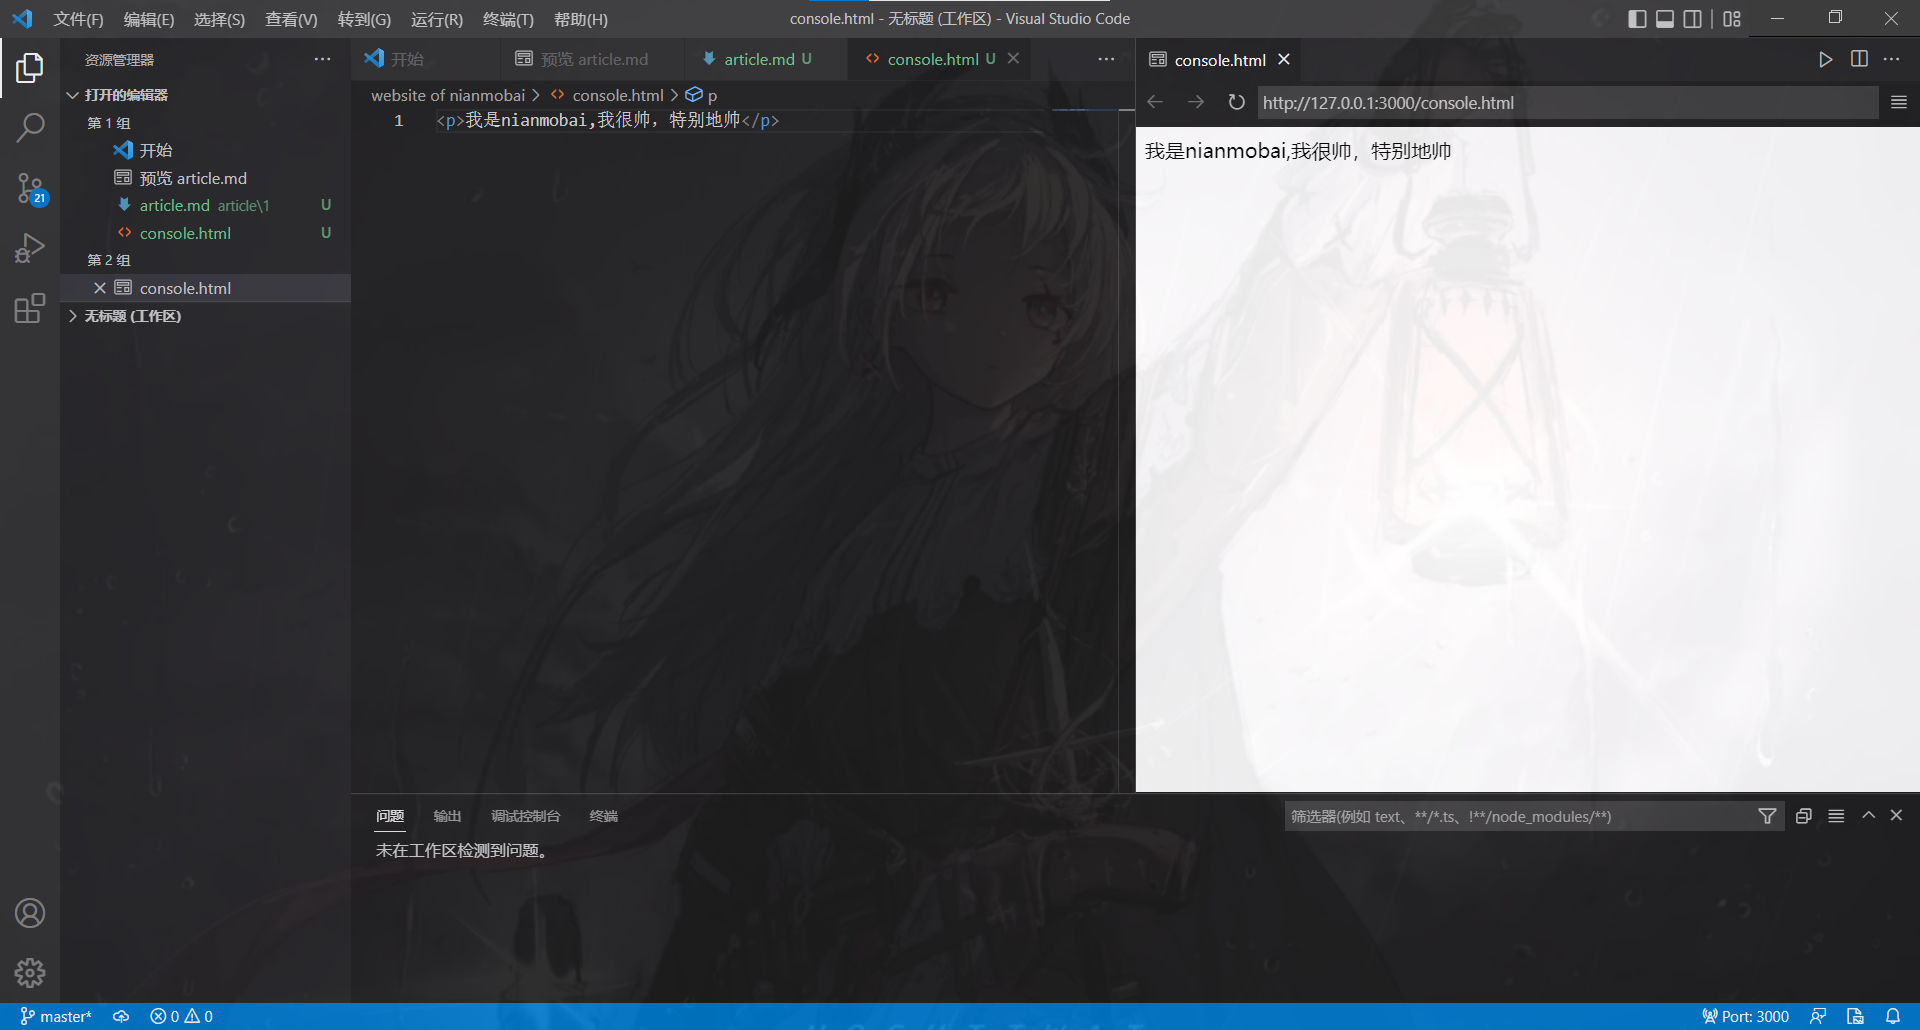 文件(F) 编辑(E) 选择(S) 查看(V) 转到(G) 运行(R) 终端(T) 帮助(H)
console.html - 无标题 (工作区) - Visual Studio Code
资源管理器
打开的编辑器
第 1 组
开始
预览 article.md
article.md article\1 U
console.html U
第 2 组
console.html
无标题 (工作区)
21
开始
预览 article.md
article.md U
console.html U
website of nianmobai > console.html > p
1 <p>我是nianmobai,我很帅，特别地帅</p>
console.html
http://127.0.0.1:3000/console.html
我是nianmobai,我很帅，特别地帅
问题 输出 调试控制台 终端
筛选器(例如 text、**/*.ts、!**/node_modules/**)
未在工作区检测到问题。
master* 0 0
Port: 3000